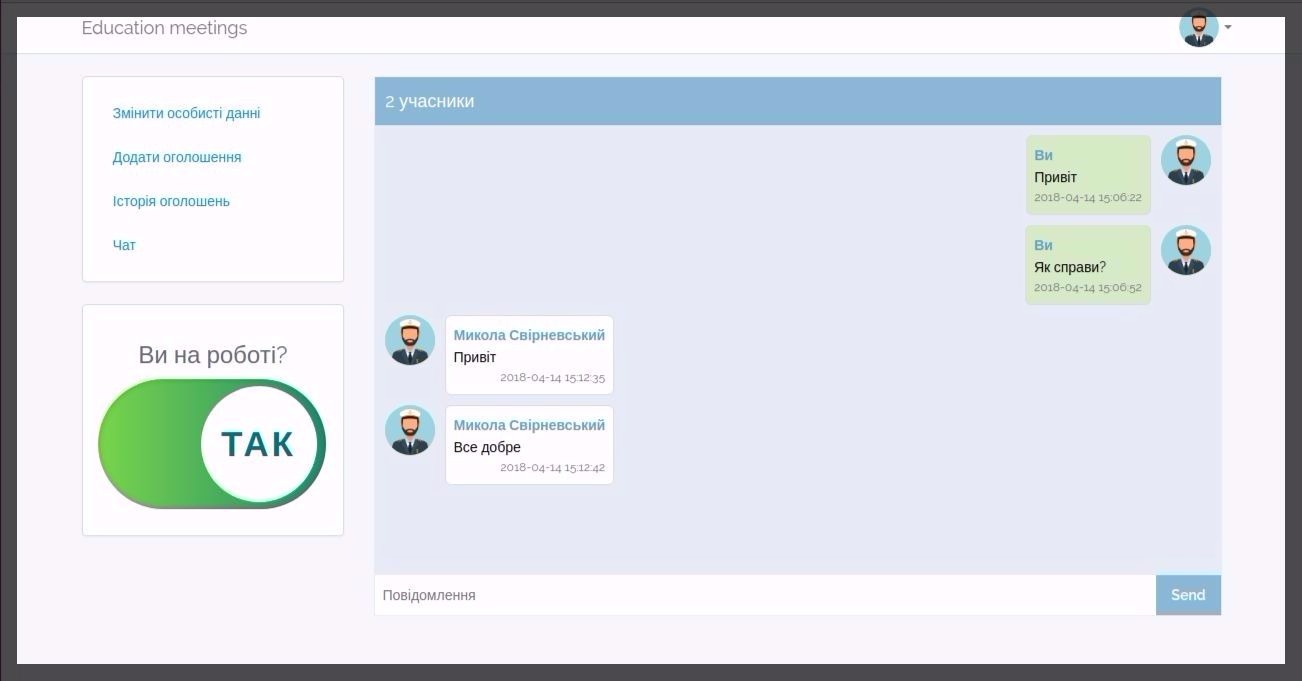 Education meetings
Змінити особисті данні
Додати оголошення
Історія оголошень
Чат
Ви на роботі?
ТАК
2 учасники
Ви
Привіт
2018-04-14 15:06:22
Ви
Як справи?
2018-04-14 15:06:52
Микола Свірневський
Привіт
2018-04-14 15:12:35
Микола Свірневський
Все добре
2018-04-14 15:12:42
Повідомлення
Send